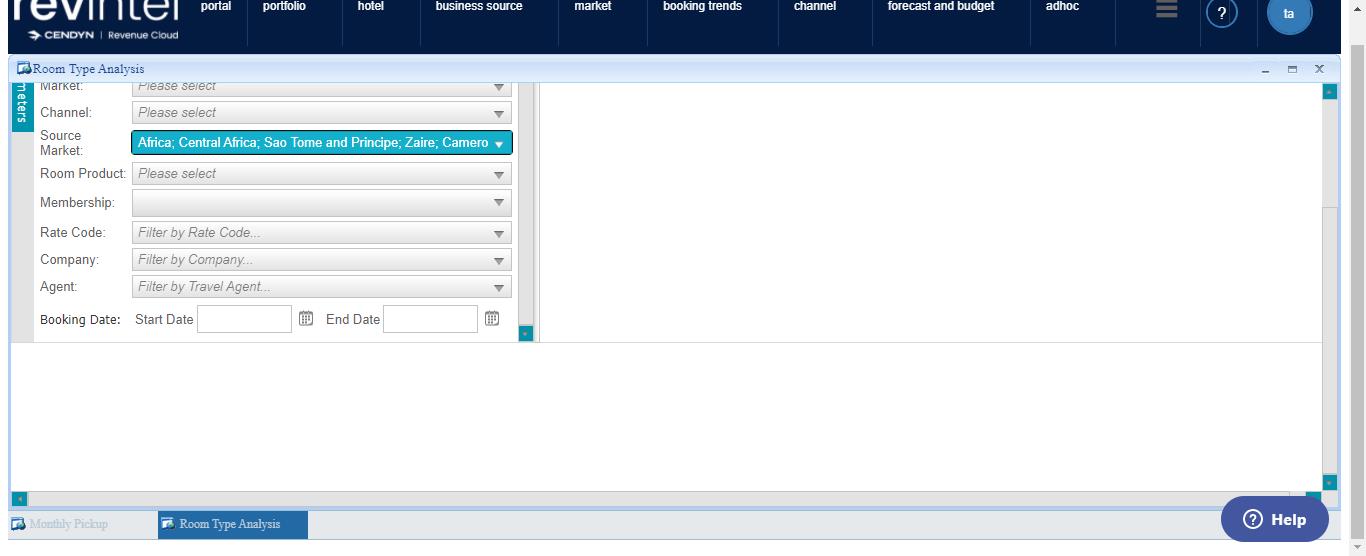 revintel
portal portfolio hotel business source market booking trends channel forecast and budget adhoc ? ta
CENDYN | Revenue Cloud
Room Type Analysis
meters
Market: Please select
Channel: Please select
Source
Market: Africa; Central Africa; Sao Tome and Principe; Zaire; Camero
Room Product: Please select
Membership:
Rate Code: Filter by Rate Code...
Company: Filter by Company...
Agent: Filter by Travel Agent...
Booking Date: Start Date End Date
Monthly Pickup Room Type Analysis
? Help